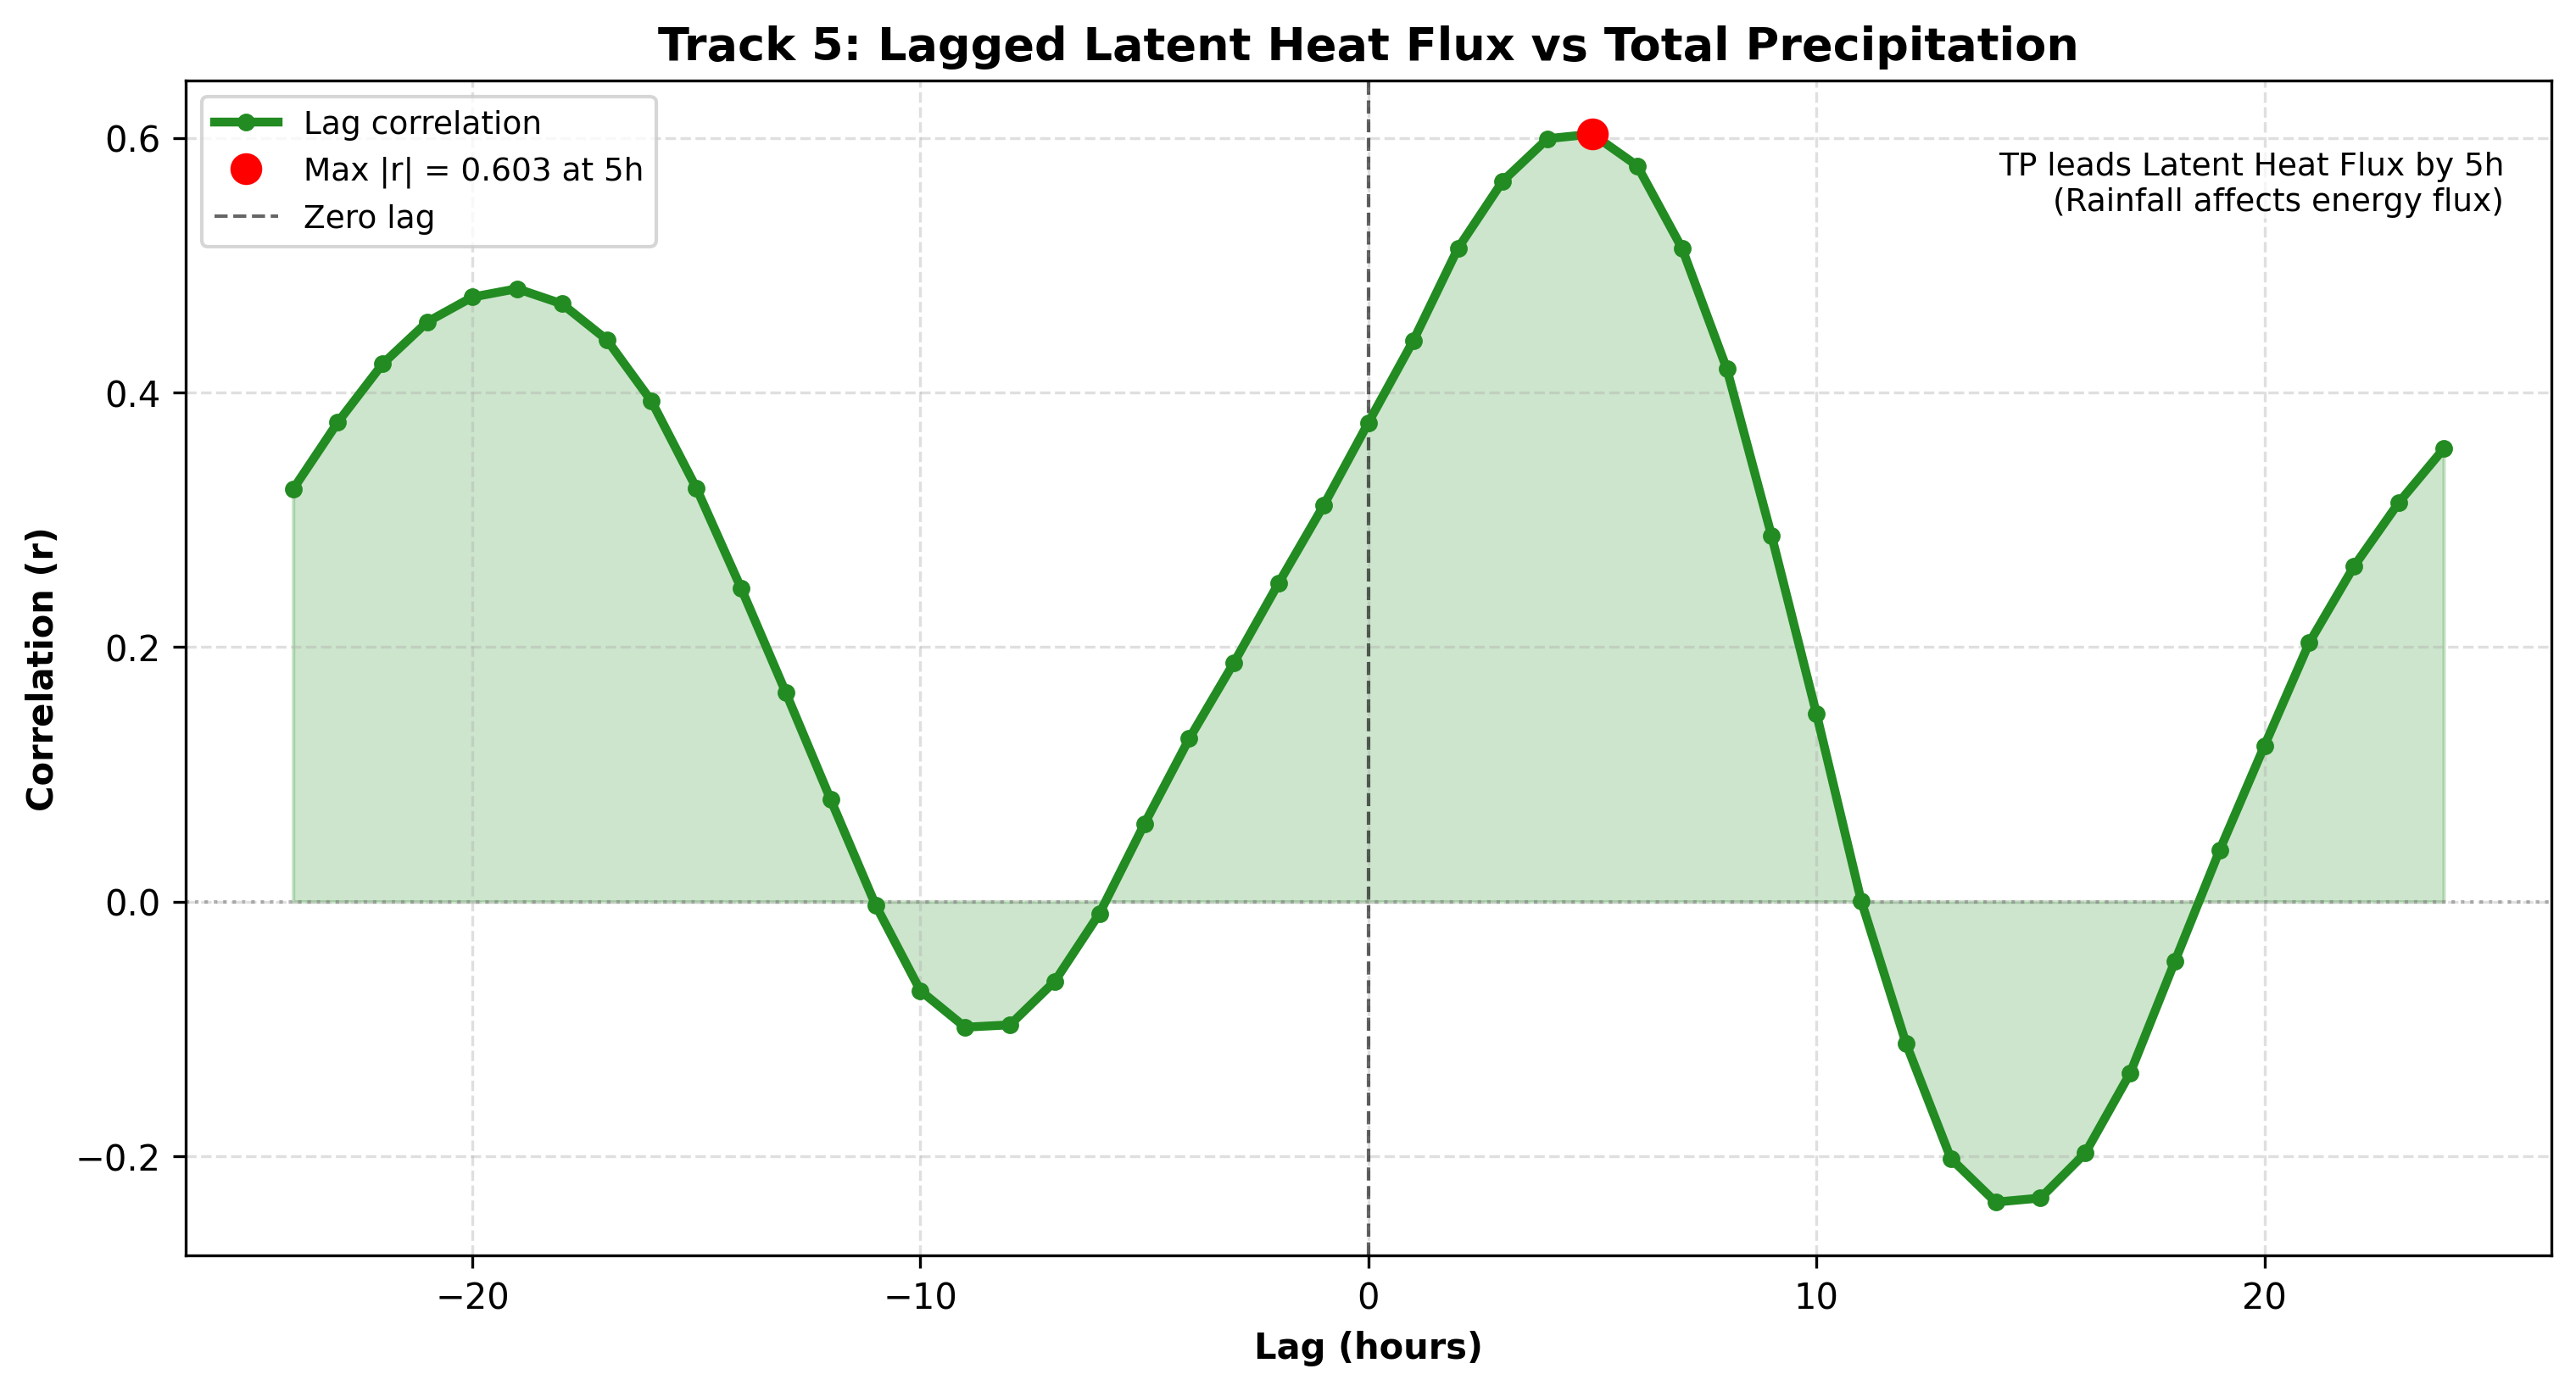 Track 5: Lagged Latent Heat Flux vs Total Precipitation
Lag correlation
Max |r| = 0.603 at 5h
Zero lag
TP leads Latent Heat Flux by 5h
(Rainfall affects energy flux)
Correlation (r)
0.6
0.4
0.2
0.0
−0.2
−20
−10
0
10
20
Lag (hours)